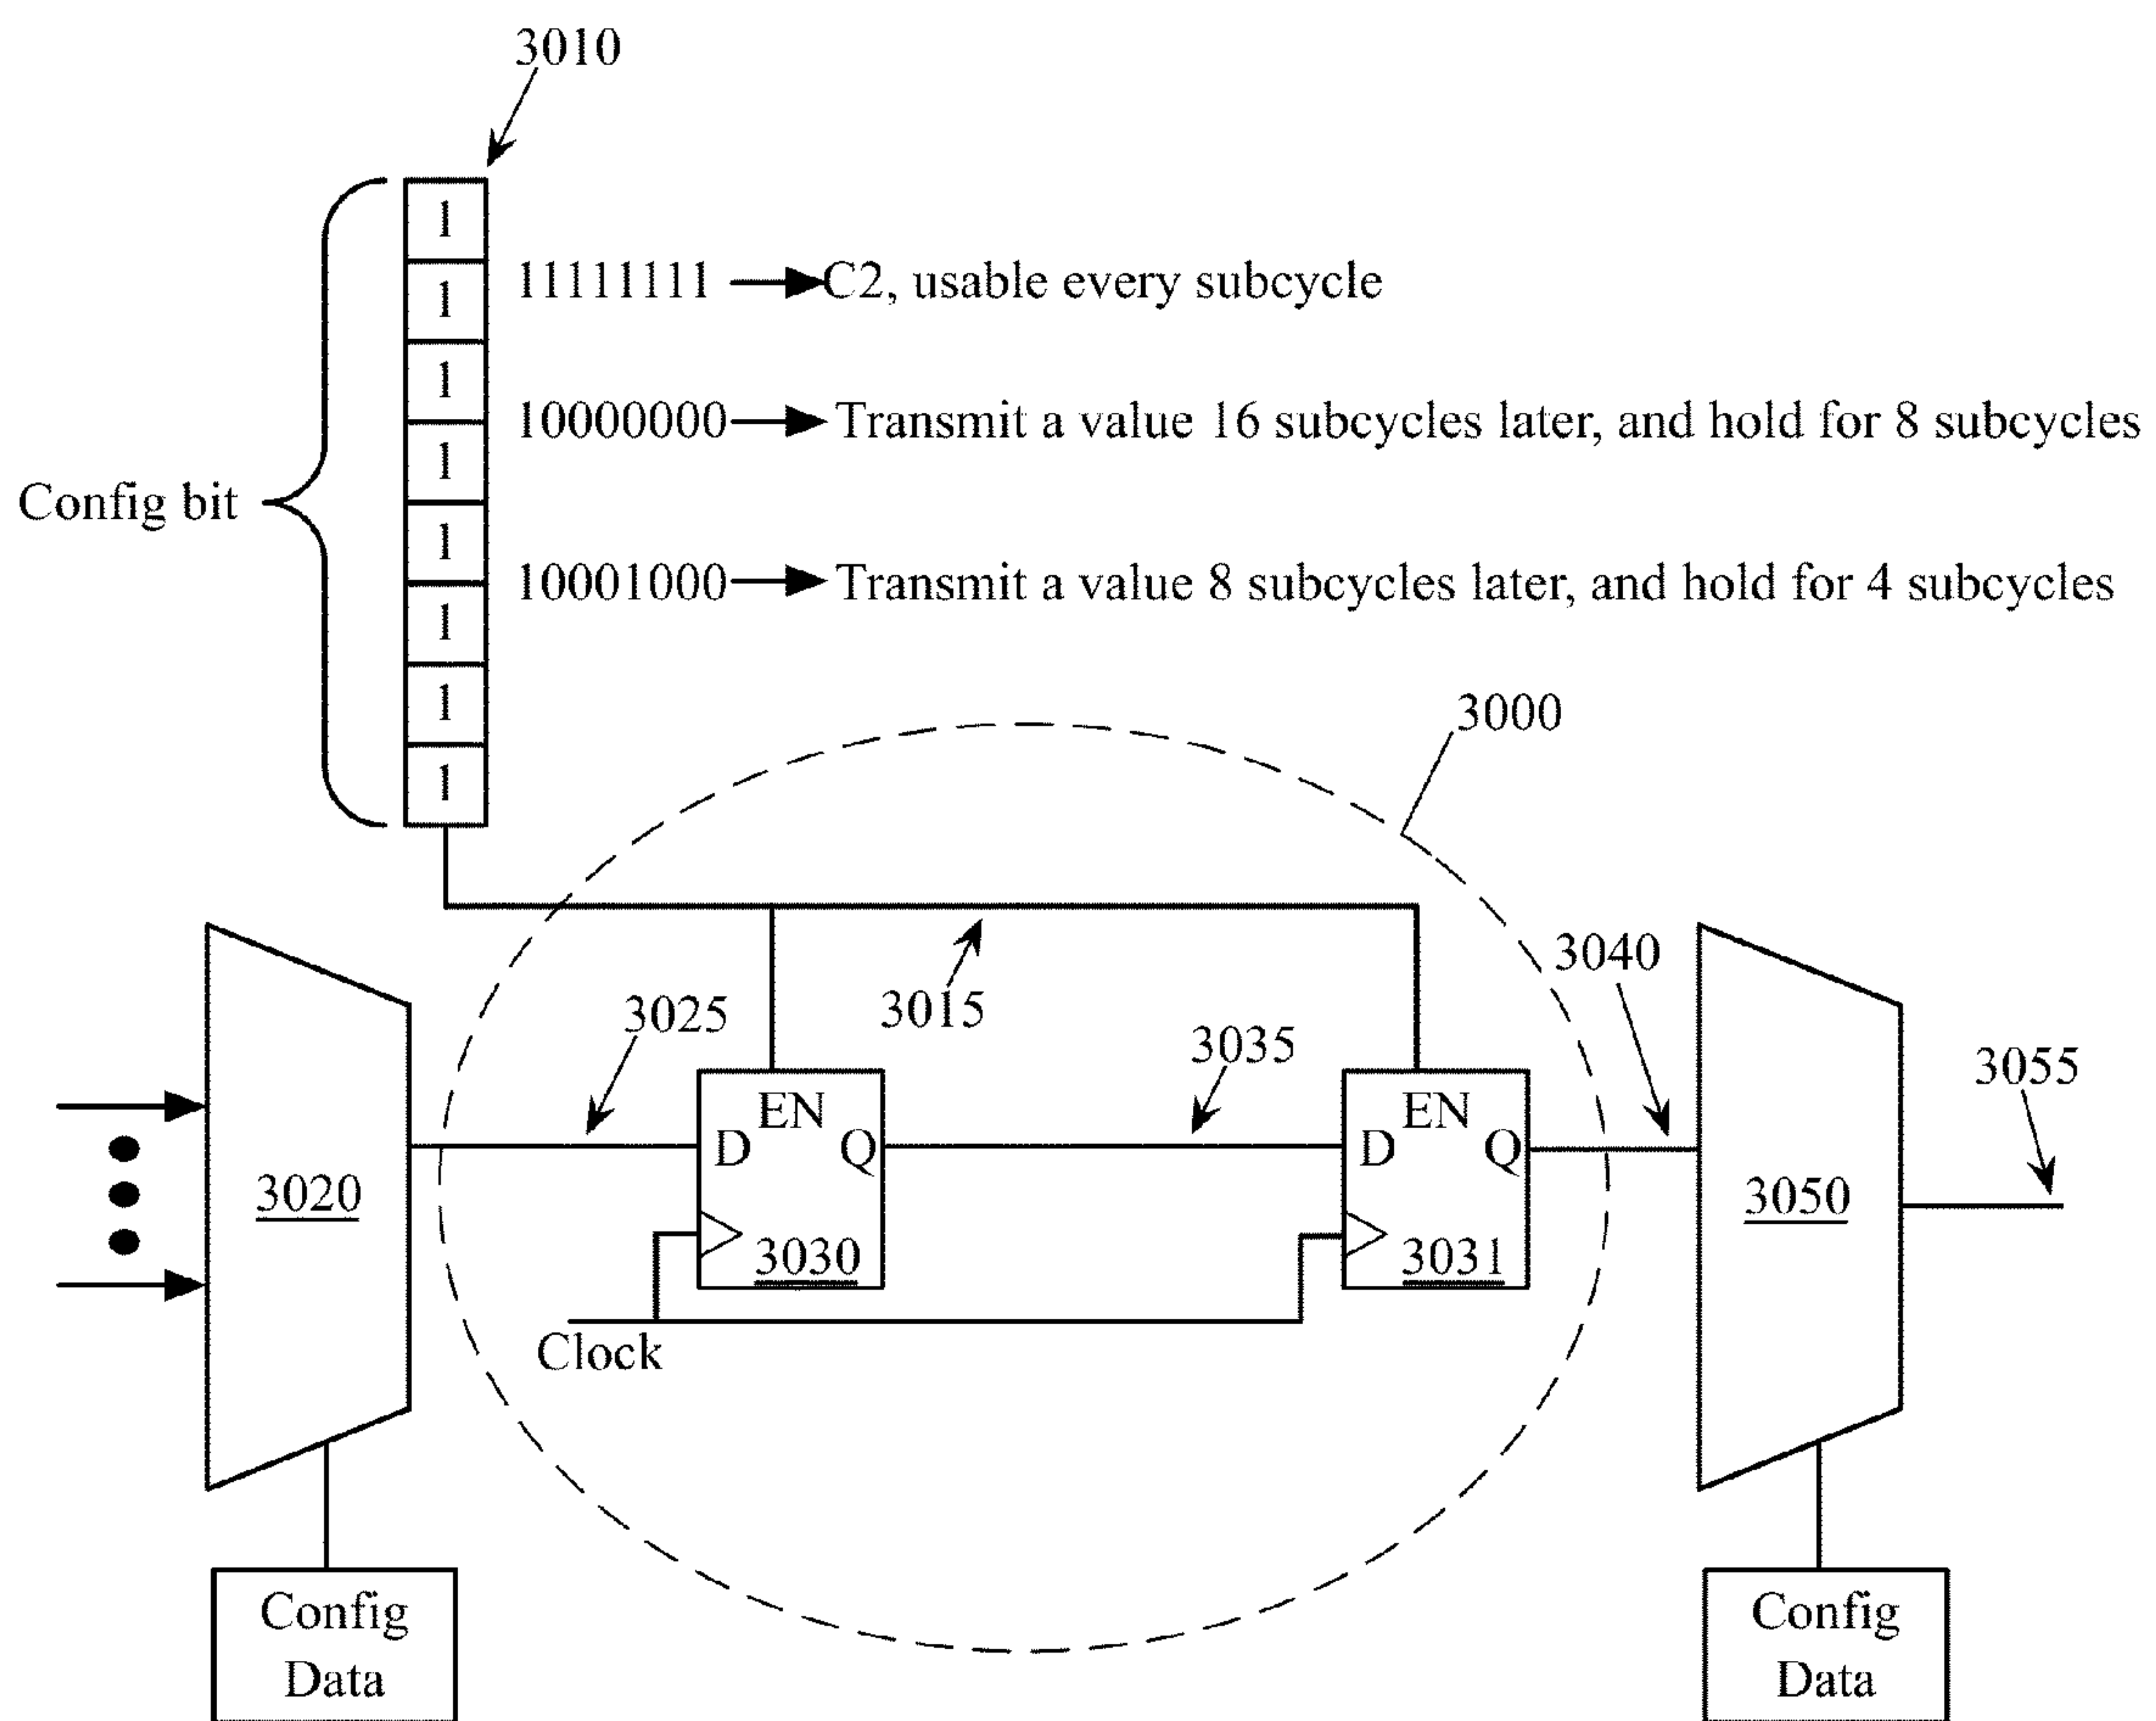 3010
1
1
1
1
1
1
1
1
11111111 C2, usable every subcycle
10000000 Transmit a value 16 subcycles later, and hold for 8 subcycles
Config bit
10001000 Transmit a value 8 subcycles later, and hold for 4 subcycles
3000
3015
3025
3035
3040
3055
3020
EN
D Q
3030
EN
D Q
3031
3050
Clock
Config
Data
Config
Data